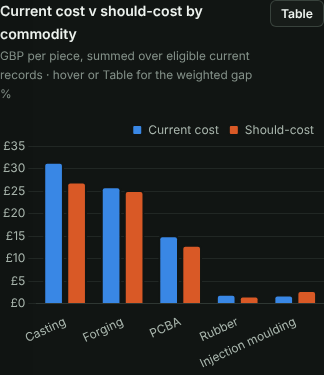 Current cost v should-cost by
commodity
Table
GBP per piece, summed over eligible current
records · hover or Table for the weighted gap
%
Current cost
Should-cost
£35
£30
£25
£20
£15
£10
£5
£0
Casting
Forging
PCBA
Rubber
Injection moulding